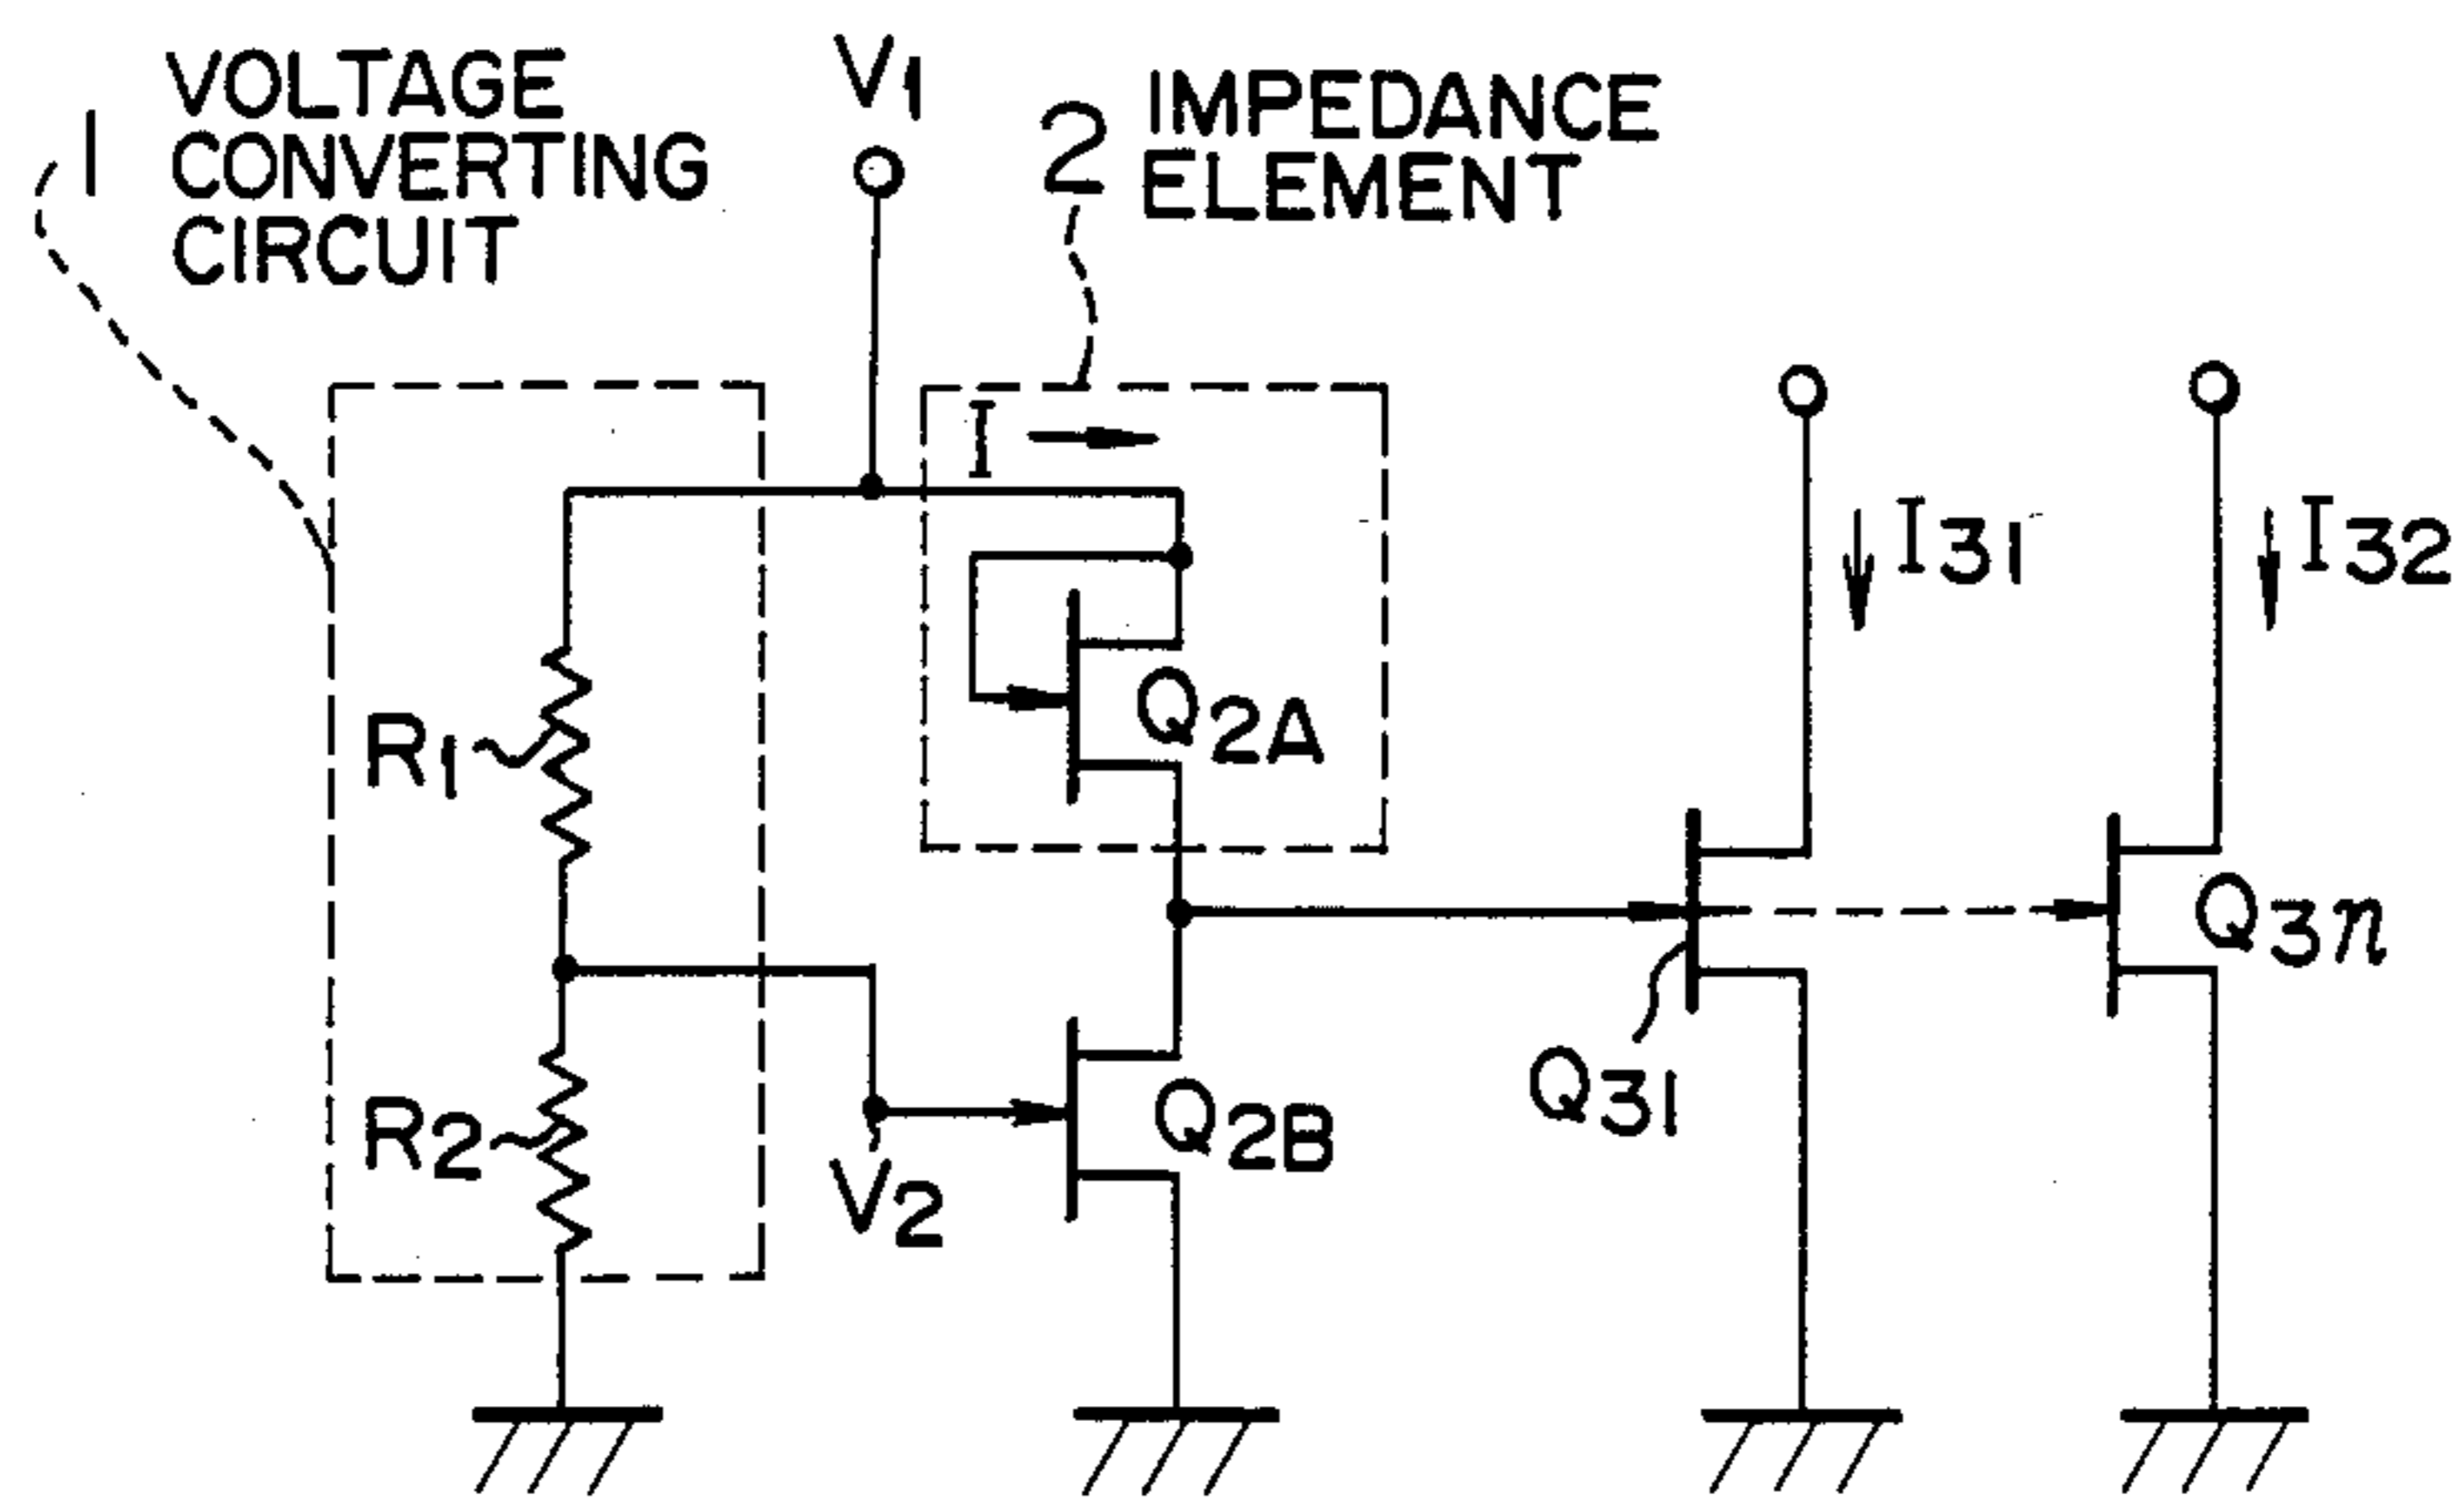 1 VOLTAGE
CONVERTING
CIRCUIT
V1
2 IMPEDANCE
ELEMENT
I
I31
I32
R1
Q2A
Q3n
R2
V2
Q2B
Q31